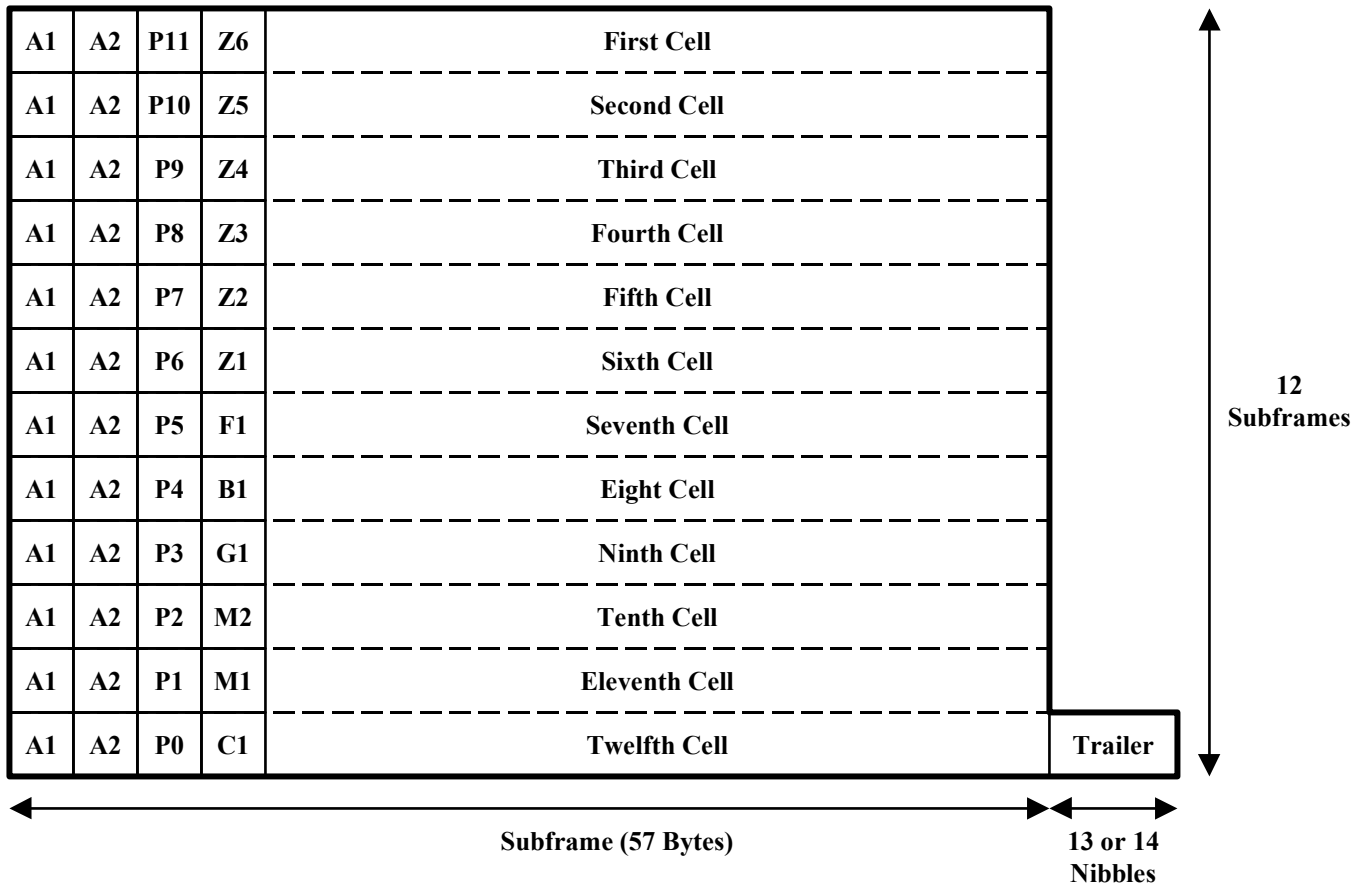 A1 A2 P11 Z6 First Cell
A1 A2 P10 Z5 Second Cell
A1 A2 P9 Z4 Third Cell
A1 A2 P8 Z3 Fourth Cell
A1 A2 P7 Z2 Fifth Cell
A1 A2 P6 Z1 Sixth Cell
12
Subframes
A1 A2 P5 F1 Seventh Cell
A1 A2 P4 B1 Eight Cell
A1 A2 P3 G1 Ninth Cell
A1 A2 P2 M2 Tenth Cell
A1 A2 P1 M1 Eleventh Cell
A1 A2 P0 C1 Twelfth Cell Trailer
Subframe (57 Bytes)
13 or 14
Nibbles